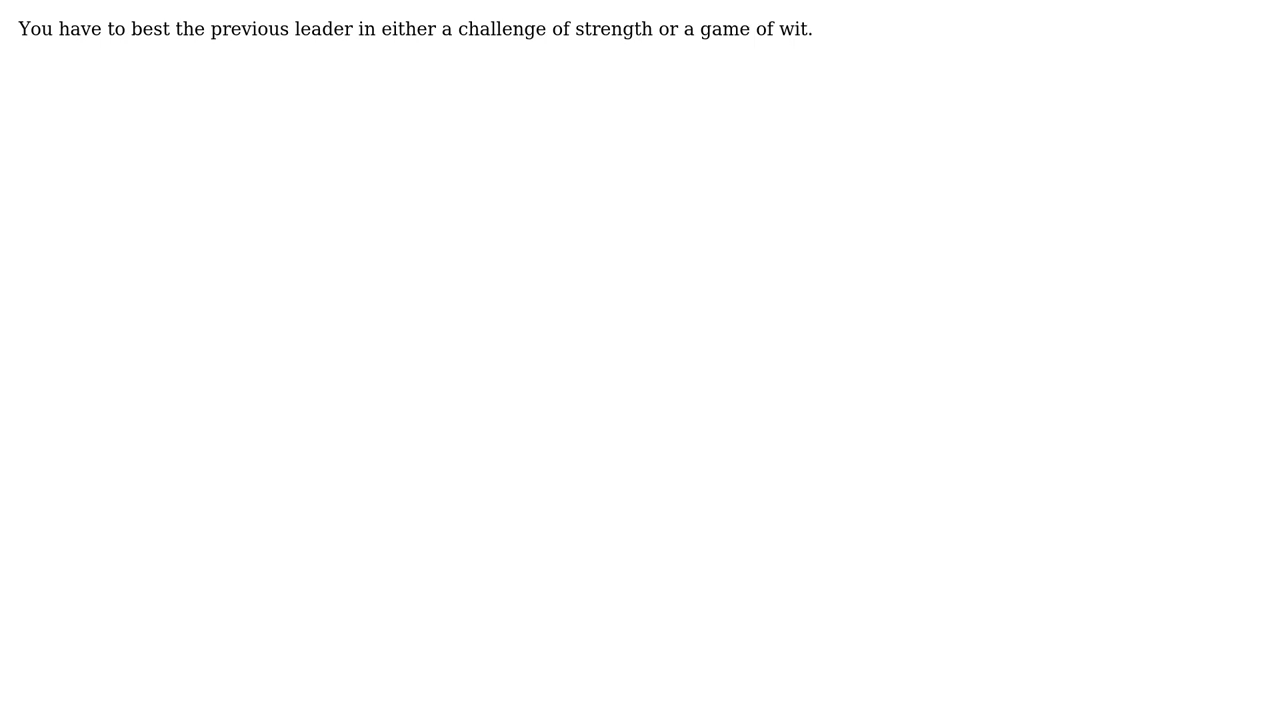 You have to best the previous leader in either a challenge of strength or a game of wit.